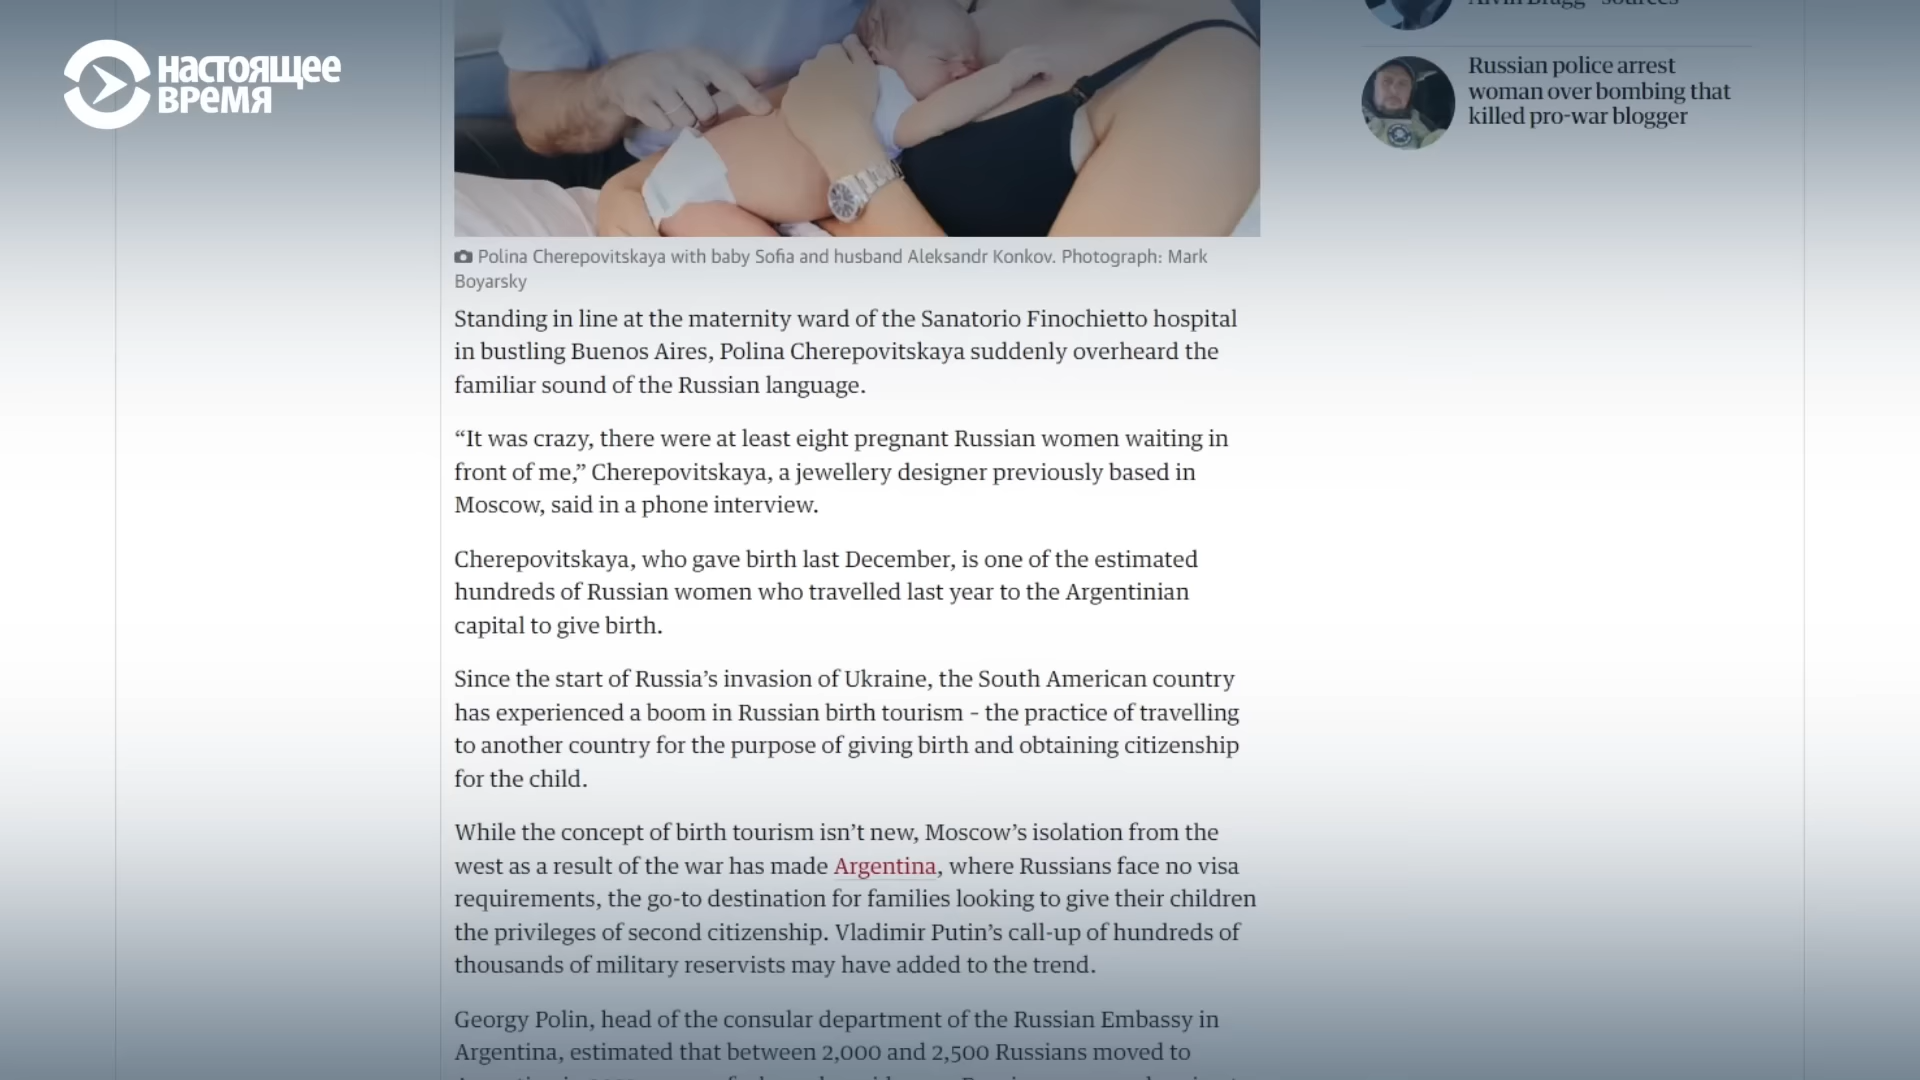 НАСТОЯЩЕЕ
ВРЕМЯ
Russian police arrest
woman over bombing that
killed pro-war blogger
Polina Cherepovitskaya with baby Sofia and husband Aleksandr Konkov. Photograph: Mark
Boyarsky
Standing in line at the maternity ward of the Sanatorio Finochietto hospital
in bustling Buenos Aires, Polina Cherepovitskaya suddenly overheard the
familiar sound of the Russian language.
“It was crazy, there were at least eight pregnant Russian women waiting in
front of me,” Cherepovitskaya, a jewellery designer previously based in
Moscow, said in a phone interview.
Cherepovitskaya, who gave birth last December, is one of the estimated
hundreds of Russian women who travelled last year to the Argentinian
capital to give birth.
Since the start of Russia’s invasion of Ukraine, the South American country
has experienced a boom in Russian birth tourism – the practice of travelling
to another country for the purpose of giving birth and obtaining citizenship
for the child.
While the concept of birth tourism isn’t new, Moscow’s isolation from the
west as a result of the war has made Argentina, where Russians face no visa
requirements, the go-to destination for families looking to give their children
the privileges of second citizenship. Vladimir Putin’s call-up of hundreds of
thousands of military reservists may have added to the trend.
Georgy Polin, head of the consular department of the Russian Embassy in
Argentina, estimated that between 2,000 and 2,500 Russians moved to